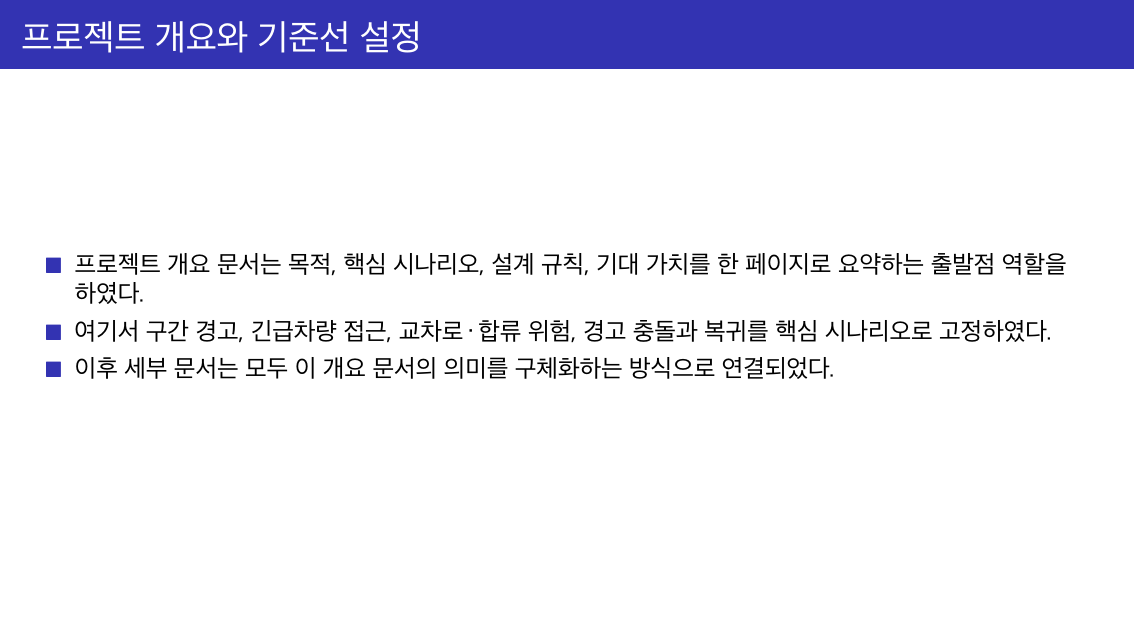 프로젝트 개요와 기준선 설정
프로젝트 개요 문서는 목적, 핵심 시나리오, 설계 규칙, 기대 가치를 한 페이지로 요약하는 출발점 역할을
하였다.
여기서 구간 경고, 긴급차량 접근, 교차로·합류 위험, 경고 충돌과 복귀를 핵심 시나리오로 고정하였다.
이후 세부 문서는 모두 이 개요 문서의 의미를 구체화하는 방식으로 연결되었다.